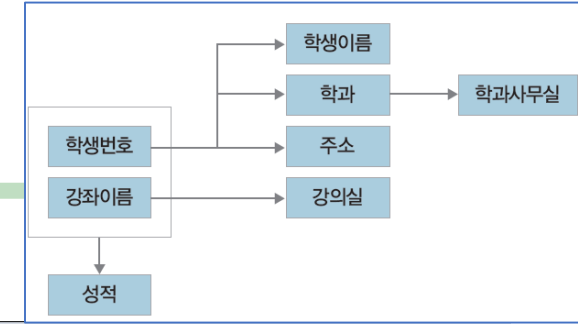 학생이름
학과
학과사무실
학생번호
주소
강좌이름
강의실
성적